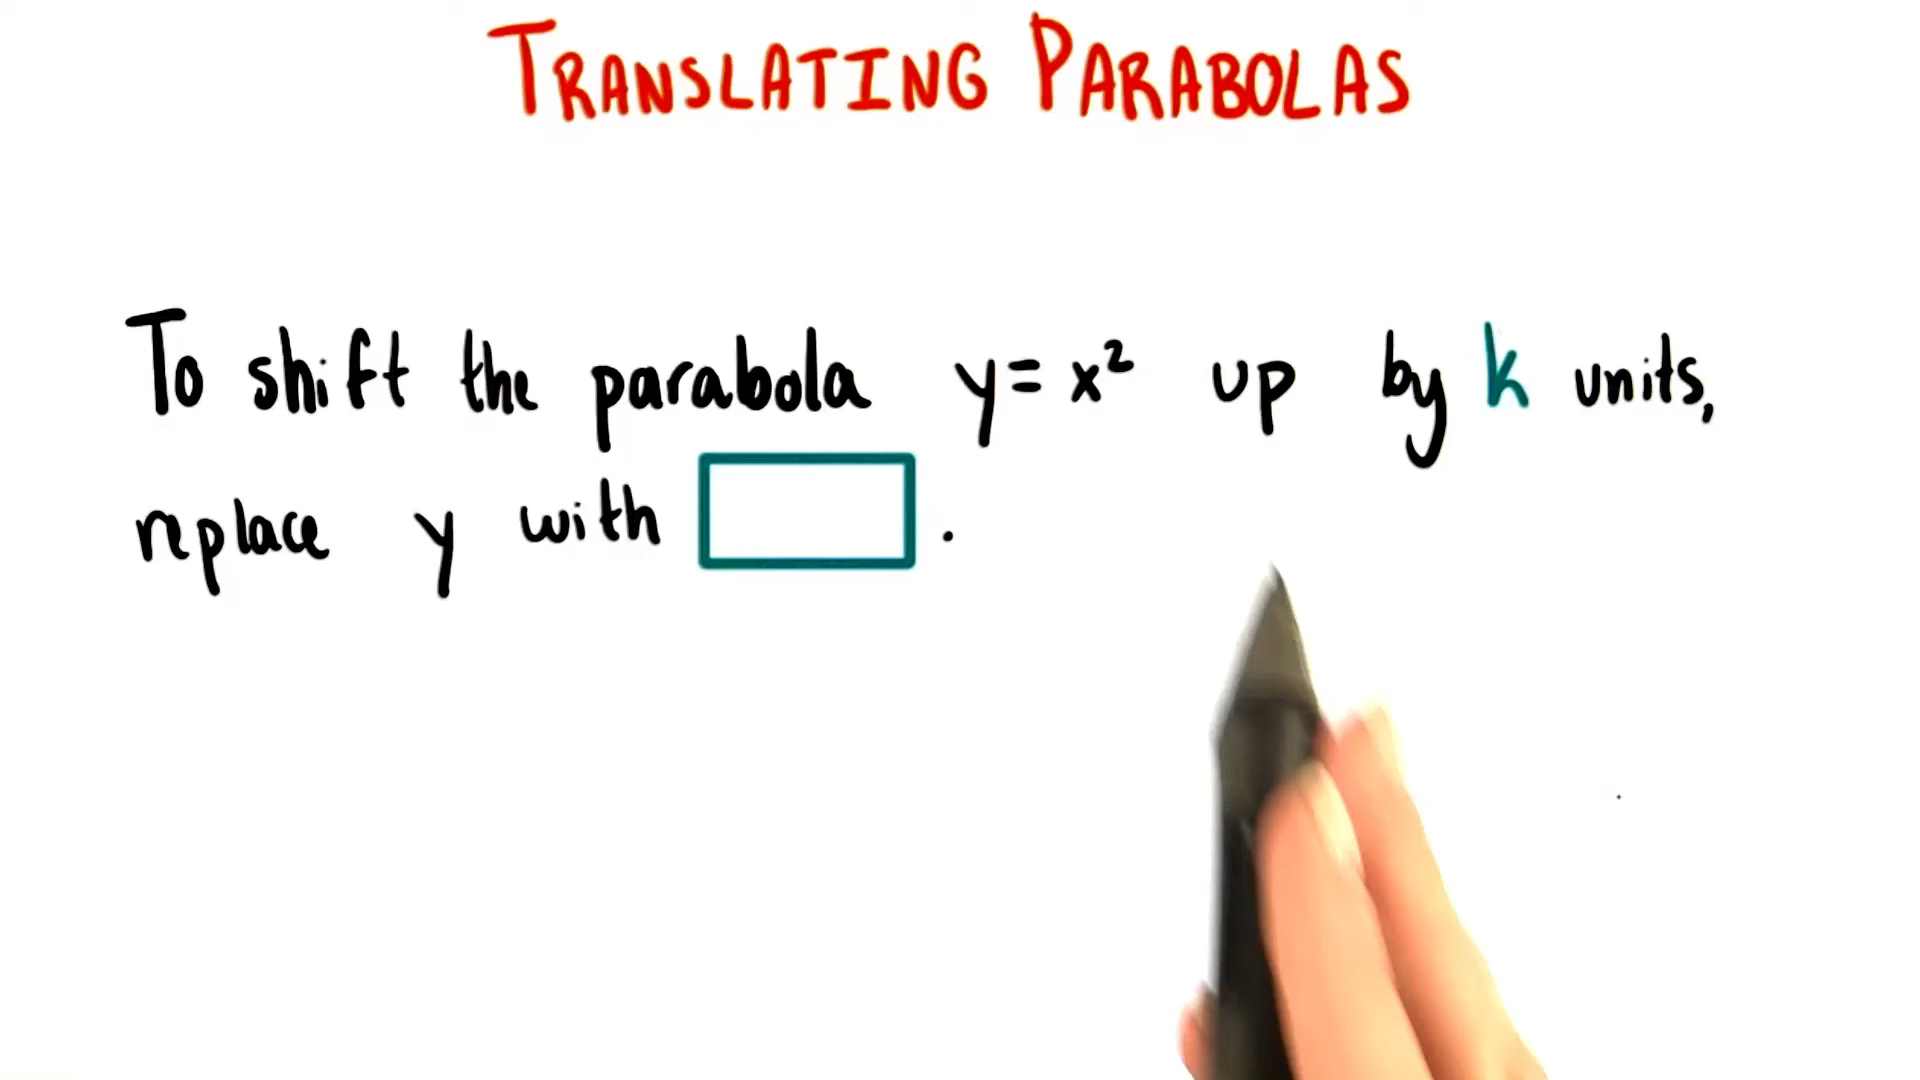 TRANSLATING PARABOLAS
To shift the parabola y=x² up by k units,
replace y with .